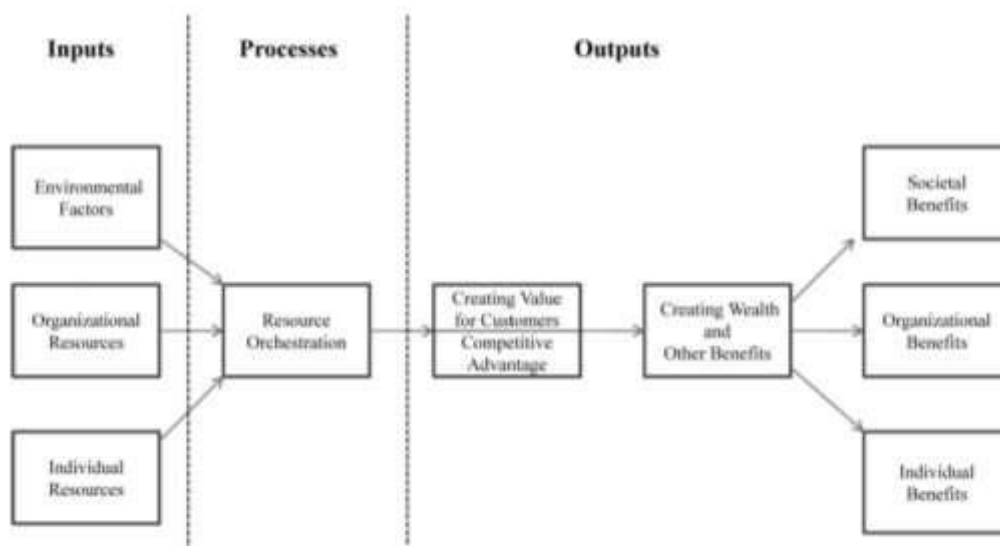 Inputs
Processes
Outputs
Environmental
Factors
Organizational
Resources
Individual
Resources
Resource
Orchestration
Creating Value
for Customers
Competitive
Advantage
Creating Wealth
and
Other Benefits
Societal
Benefits
Organizational
Benefits
Individual
Benefits